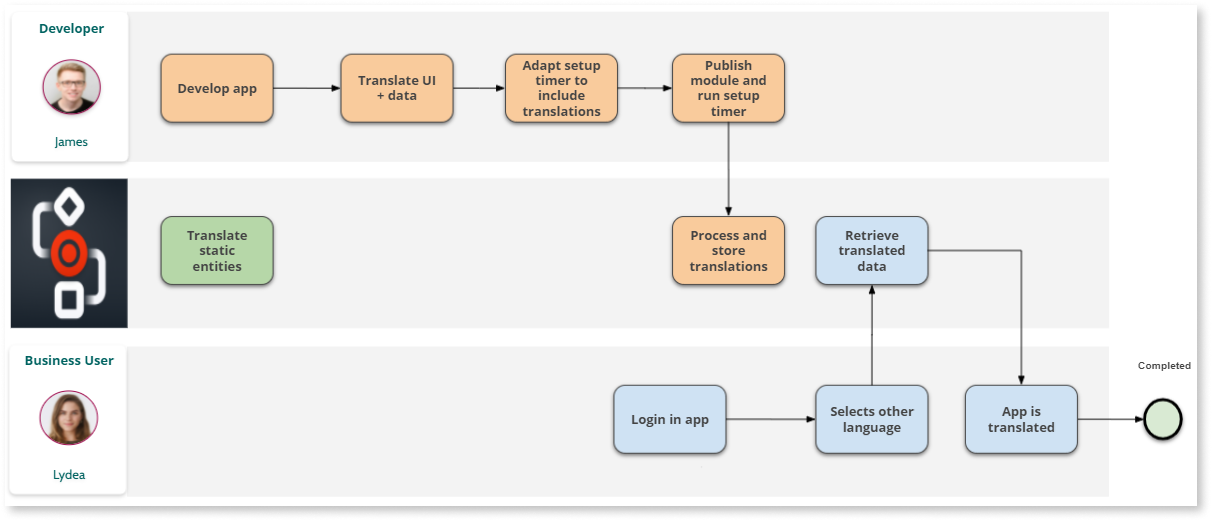 Developer
James
Develop app
Translate UI
+ data
Adapt setup
timer to
include
translations
Publish
module and
run setup
timer
Translate
static
entities
Process and
store
translations
Retrieve
translated
data
Business User
Lydea
Login in app
Selects other
language
App is
translated
Completed